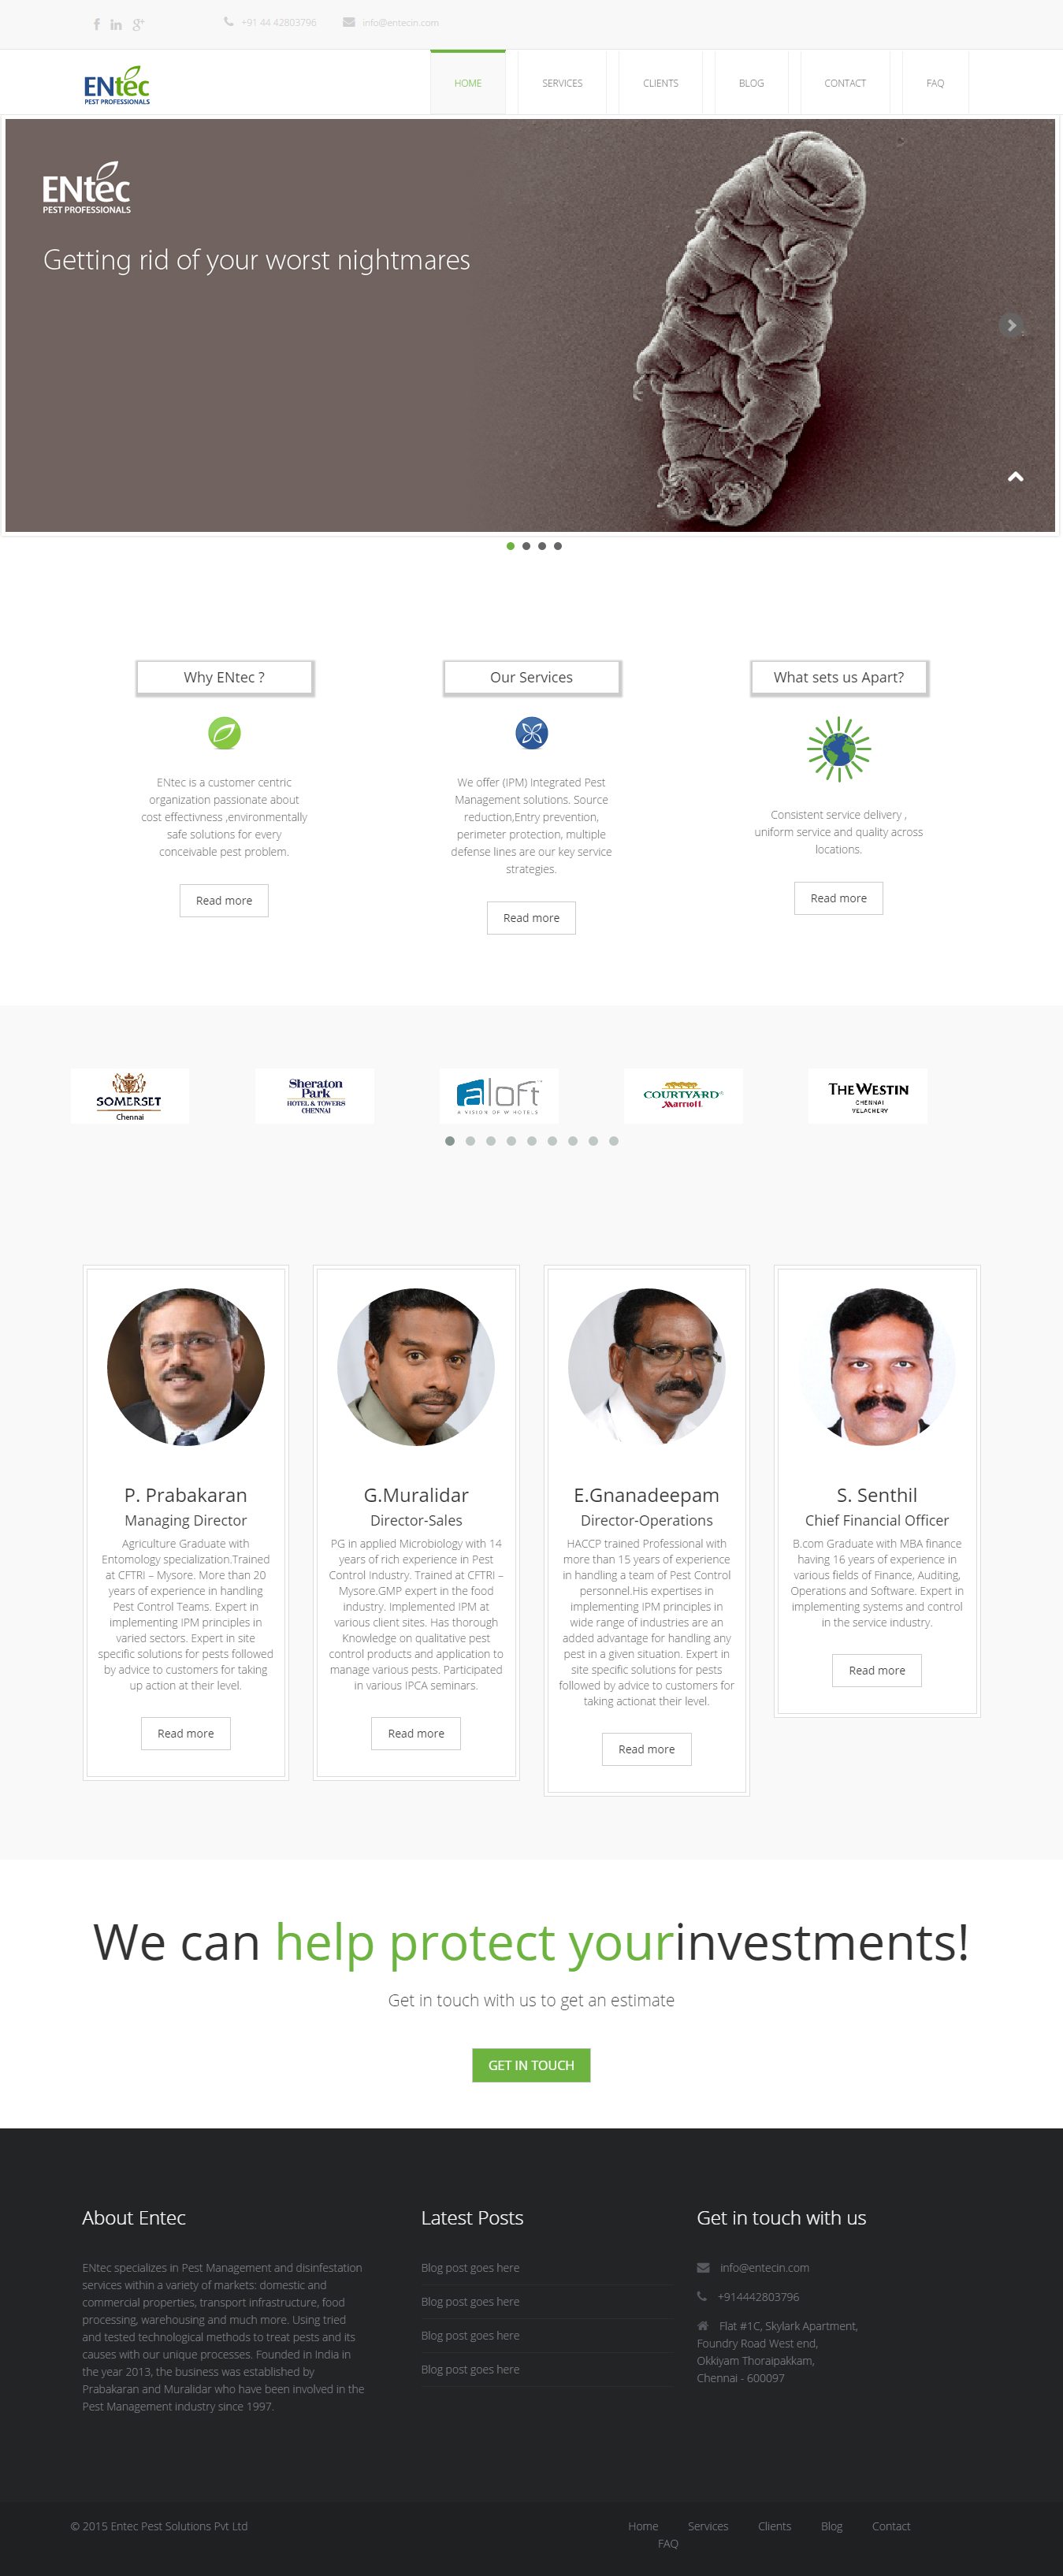 +91 44 42803796 info@entecin.com
ENtec
PEST PROFESSIONALS
HOME SERVICES CLIENTS BLOG CONTACT FAQ
ENtec
PEST PROFESSIONALS
Getting rid of your worst nightmares
Why ENtec ?
ENtec is a customer centric
organization passionate about
cost effectivness ,environmentally
safe solutions for every
conceivable pest problem.
Read more
Our Services
We offer (IPM) Integrated Pest
Management solutions. Source
reduction,Entry prevention,
perimeter protection, multiple
defense lines are our key service
strategies.
Read more
What sets us Apart?
Consistent service delivery ,
uniform service and quality across
locations.
Read more
SOMERSET
Chennai
Sheraton
Park
HOTEL & TOWERS
CHENNAI
aloft
A VISION OF W HOTELS
COURTYARD
Marriott
THE WESTIN
CHENNAI
VELACHERY
P. Prabakaran
Managing Director
Agriculture Graduate with
Entomology specialization.Trained
at CFTRI – Mysore. More than 20
years of experience in handling
Pest Control Teams. Expert in
implementing IPM principles in
varied sectors. Expert in site
specific solutions for pests followed
by advice to customers for taking
up action at their level.
Read more
G.Muralidar
Director-Sales
PG in applied Microbiology with 14
years of rich experience in Pest
Control Industry. Trained at CFTRI –
Mysore.GMP expert in the food
industry. Implemented IPM at
various client sites. Has thorough
Knowledge on qualitative pest
control products and application to
manage various pests. Participated
in various IPCA seminars.
Read more
E.Gnanadeepam
Director-Operations
HACCP trained Professional with
more than 15 years of experience
in handling a team of Pest Control
personnel.His expertises in
implementing IPM principles in
wide range of industries are an
added advantage for handling any
pest in a given situation. Expert in
site specific solutions for pests
followed by advice to customers for
taking actionat their level.
Read more
S. Senthil
Chief Financial Officer
B.com Graduate with MBA finance
having 16 years of experience in
various fields of Finance, Auditing,
Operations and Software. Expert in
implementing systems and control
in the service industry.
Read more
We can help protect yourinvestments!
Get in touch with us to get an estimate
GET IN TOUCH
About Entec
ENtec specializes in Pest Management and disinfestation
services within a variety of markets: domestic and
commercial properties, transport infrastructure, food
processing, warehousing and much more. Using tried
and tested technological methods to treat pests and its
causes with our unique processes. Founded in India in
the year 2013, the business was established by
Prabakaran and Muralidar who have been involved in the
Pest Management industry since 1997.
Latest Posts
Blog post goes here
Blog post goes here
Blog post goes here
Blog post goes here
Get in touch with us
info@entecin.com
+914442803796
Flat #1C, Skylark Apartment,
Foundry Road West end,
Okkiyam Thoraipakkam,
Chennai - 600097
© 2015 Entec Pest Solutions Pvt Ltd
Home Services Clients Blog Contact
FAQ